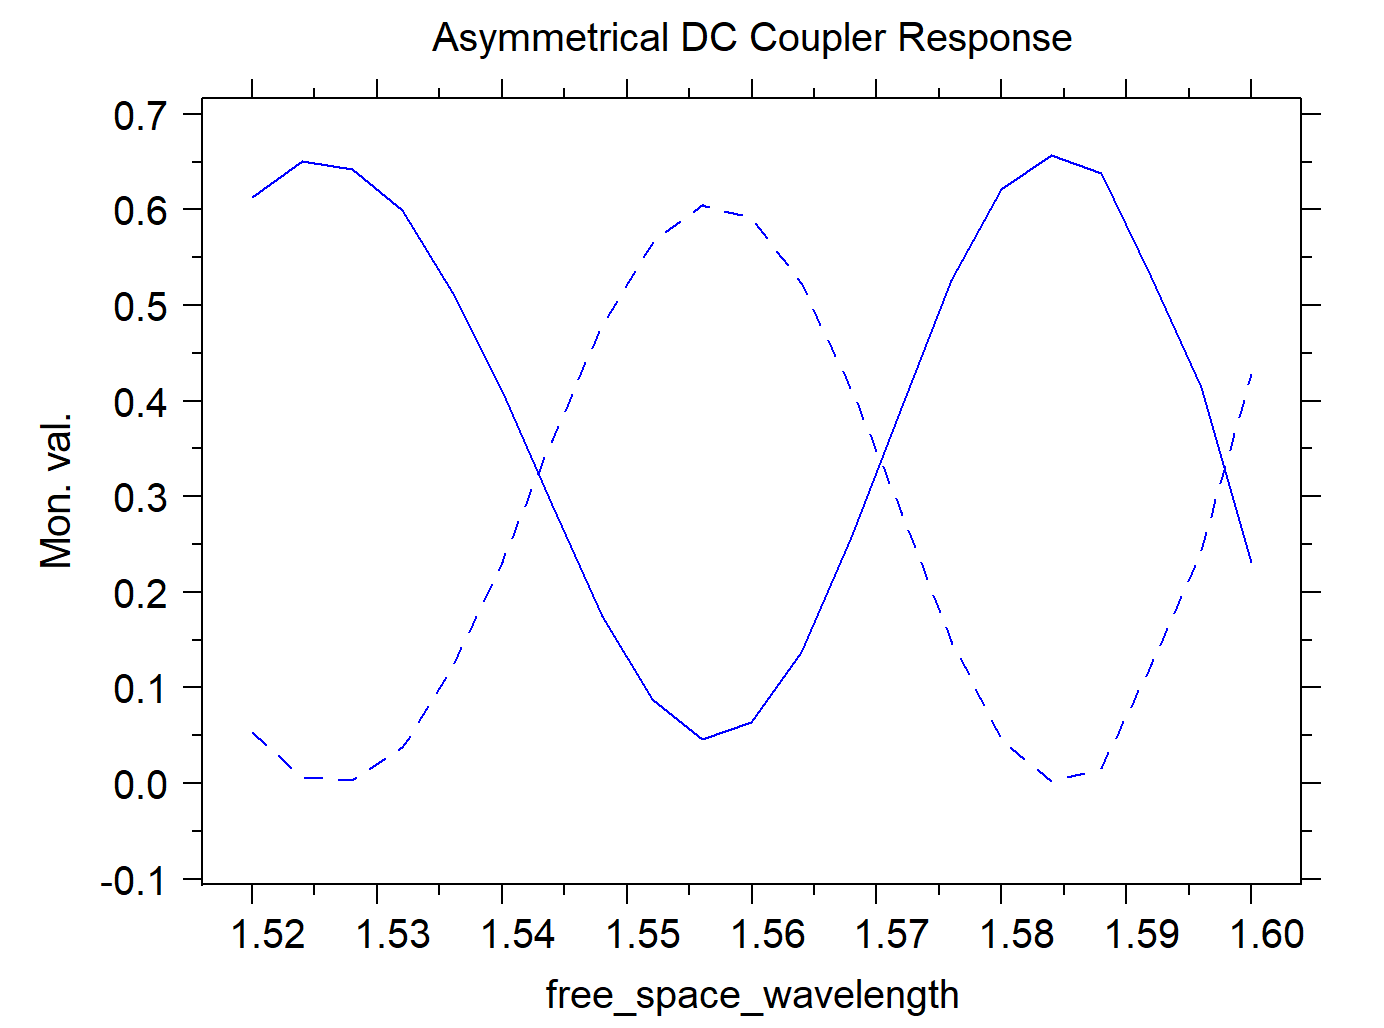 Asymmetrical DC Coupler Response
0.7
0.6
0.5
0.4
0.3
0.2
0.1
0.0
-0.1
Mon. val.
1.52 1.53 1.54 1.55 1.56 1.57 1.58 1.59 1.60
free_space_wavelength